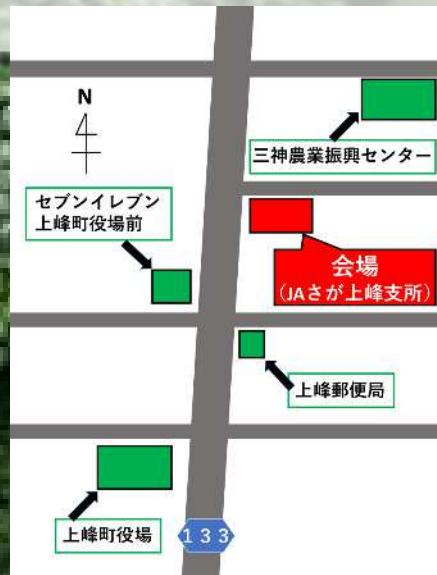 N
三神農業振興センター
セブンイレブン
上峰町役場前
会場
（JAさが上峰支所）
上峰郵便局
上峰町役場
133